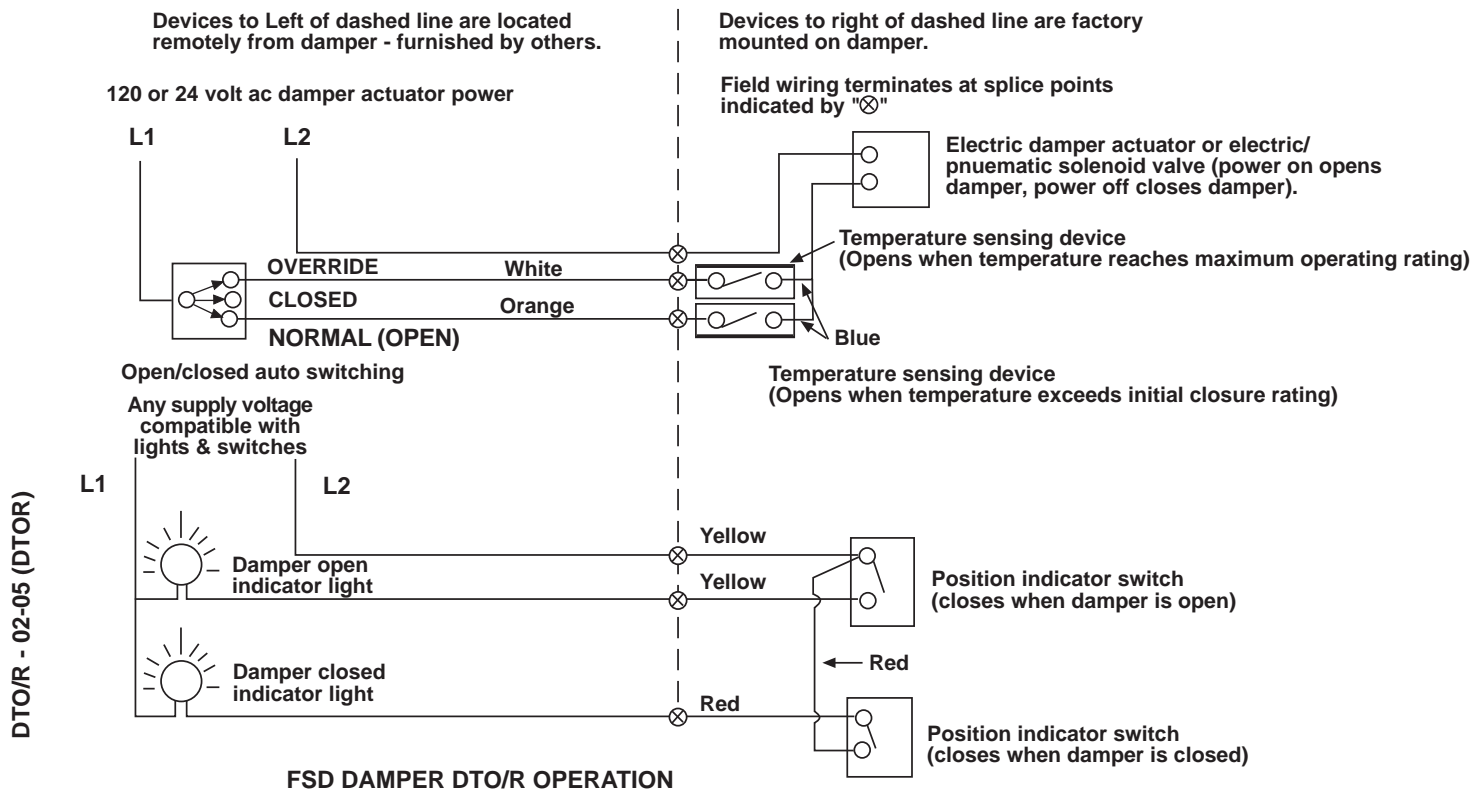 Devices to Left of dashed line are located
remotely from damper - furnished by others.
Devices to right of dashed line are factory
mounted on damper.
Field wiring terminates at splice points
indicated by "⊗"
120 or 24 volt ac damper actuator power
L1
L2
Electric damper actuator or electric/
pnuematic solenoid valve (power on opens
damper, power off closes damper).
Temperature sensing device
(Opens when temperature reaches maximum operating rating)
OVERRIDE
White
CLOSED
Orange
NORMAL (OPEN)
Blue
Open/closed auto switching
Temperature sensing device
(Opens when temperature exceeds initial closure rating)
Any supply voltage
compatible with
lights & switches
L1
L2
Yellow
Damper open
indicator light
Yellow
Position indicator switch
(closes when damper is open)
Red
Damper closed
indicator light
Red
Position indicator switch
(closes when damper is closed)
FSD DAMPER DTO/R OPERATION
DTO/R - 02-05 (DTOR)